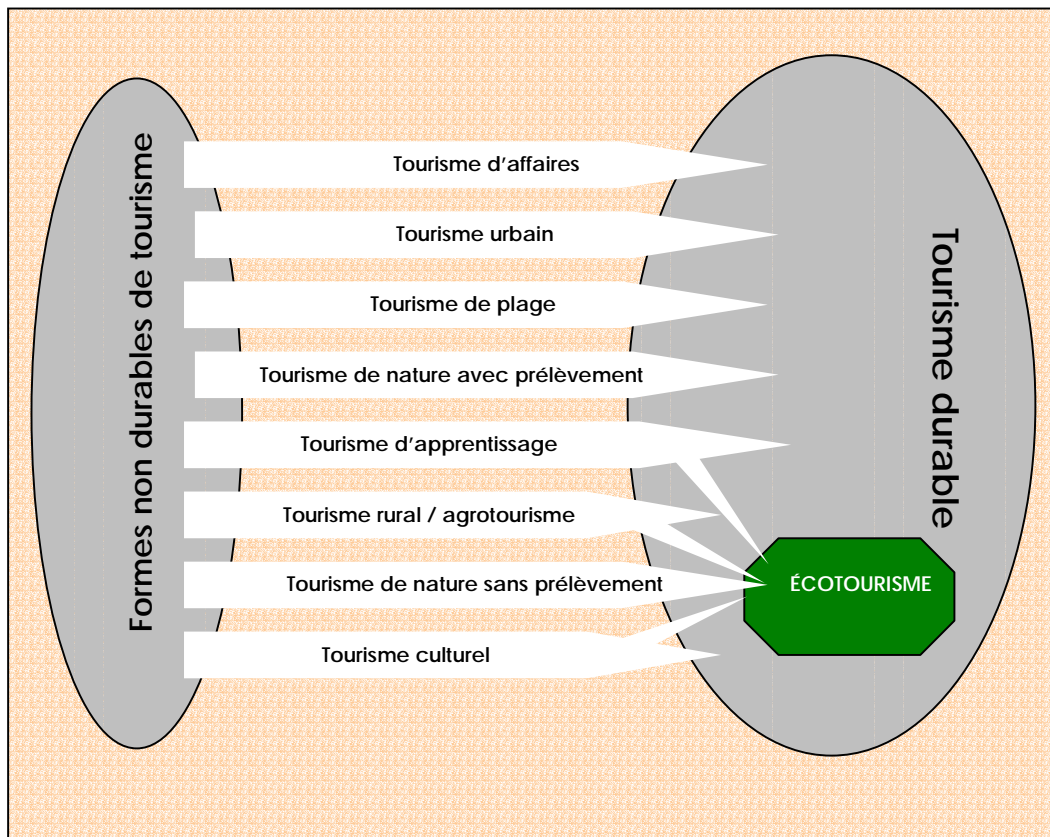 Formes non durables de tourisme
Tourisme d'affaires
Tourisme urbain
Tourisme de plage
Tourisme de nature avec prélèvement
Tourisme d'apprentissage
Tourisme rural / agrotourisme
Tourisme de nature sans prélèvement
Tourisme culturel
Tourisme durable
ÉCOTOURISME